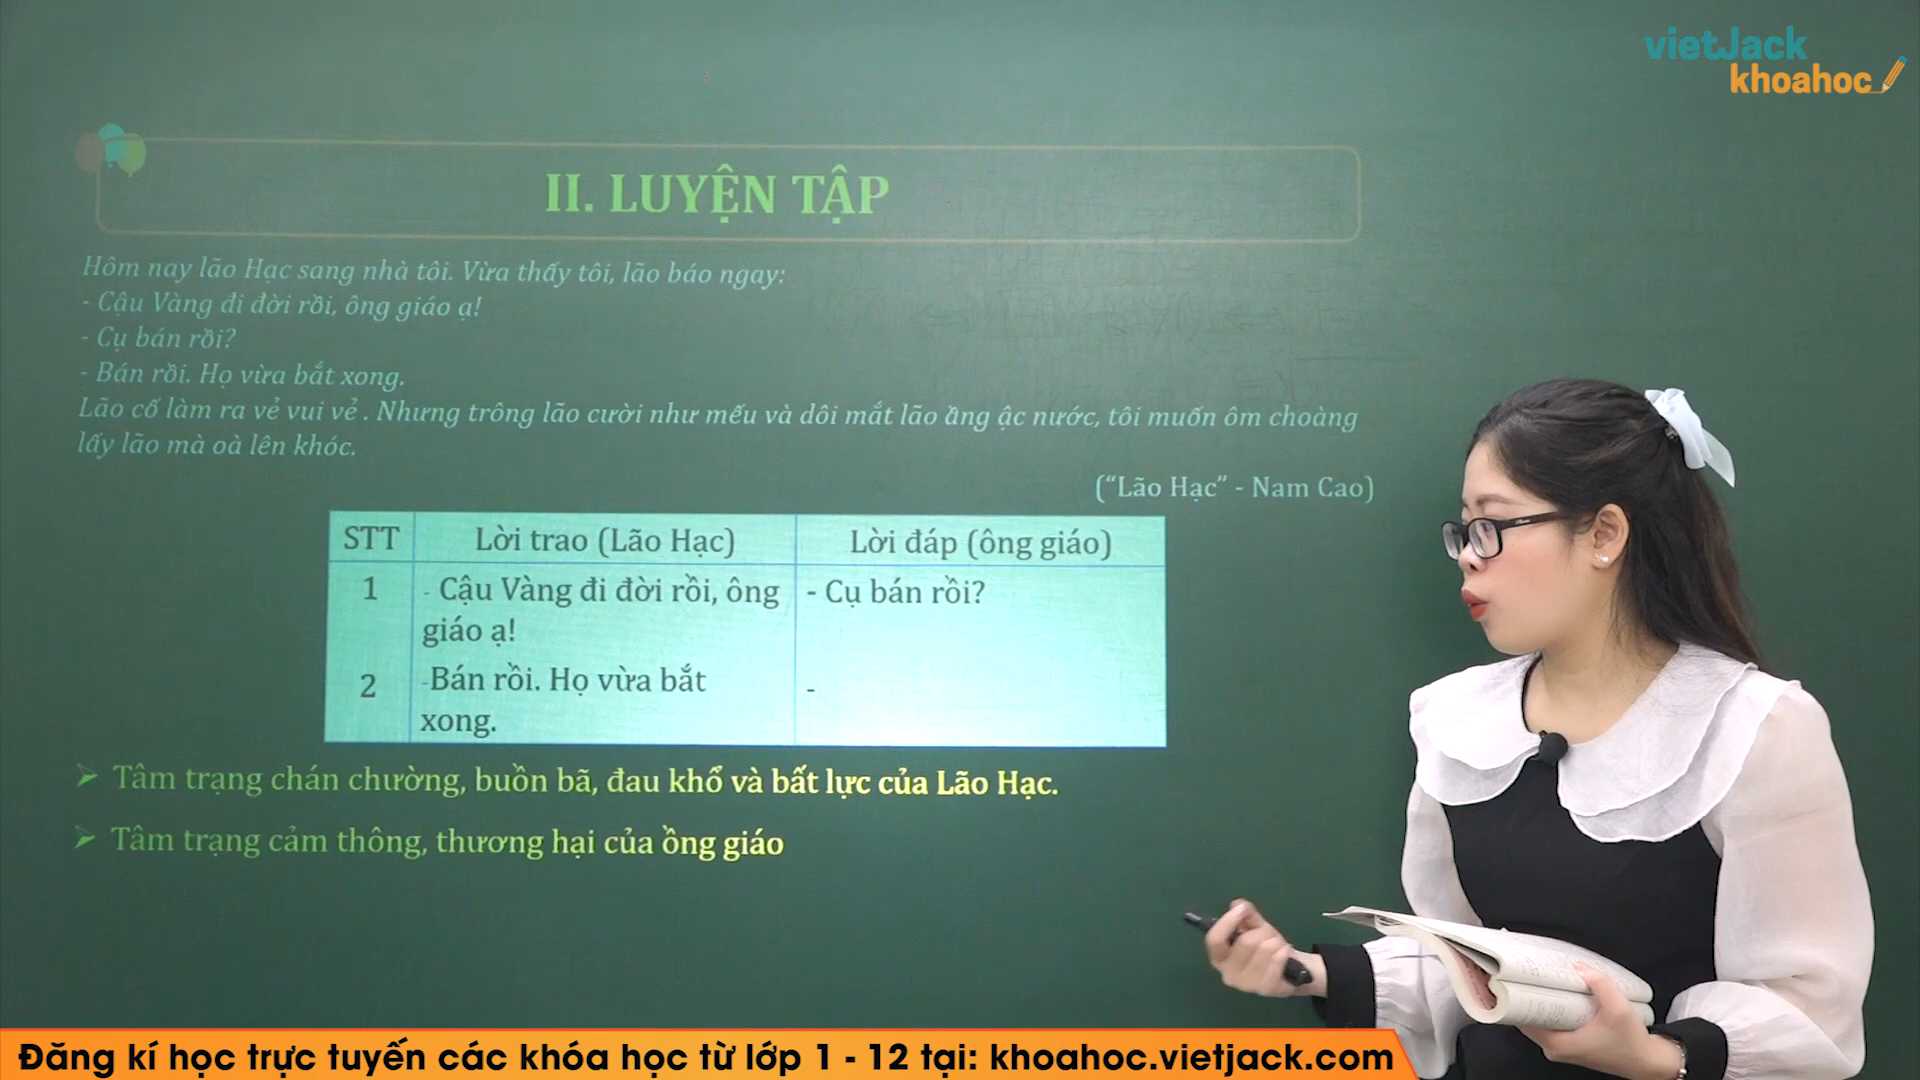 vietJack
khoahoc
II. LUYỆN TẬP
Hôm nay lão Hạc sang nhà tôi. Vừa thấy tôi, lão báo ngay:
- Cậu Vàng đi đời rồi, ông giáo ạ!
- Cụ bán rồi?
- Bán rồi. Họ vừa bắt xong.
Lão cố làm ra vẻ vui vẻ . Nhưng trông lão cười như mếu và dôi mắt lão ầng ậc nước, tôi muốn ôm choàng
lấy lão mà oà lên khóc.
(“Lão Hạc” - Nam Cao)
STT Lời trao (Lão Hạc) Lời đáp (ông giáo)
1 - Cậu Vàng đi đời rồi, ông - Cụ bán rồi?
giáo ạ!
2 -Bán rồi. Họ vừa bắt -
xong.
➢ Tâm trạng chán chường, buồn bã, đau khổ và bất lực của Lão Hạc.
➢ Tâm trạng cảm thông, thương hại của ồng giáo
Đăng kí học trực tuyến các khóa học từ lớp 1 - 12 tại: khoahoc.vietjack.com